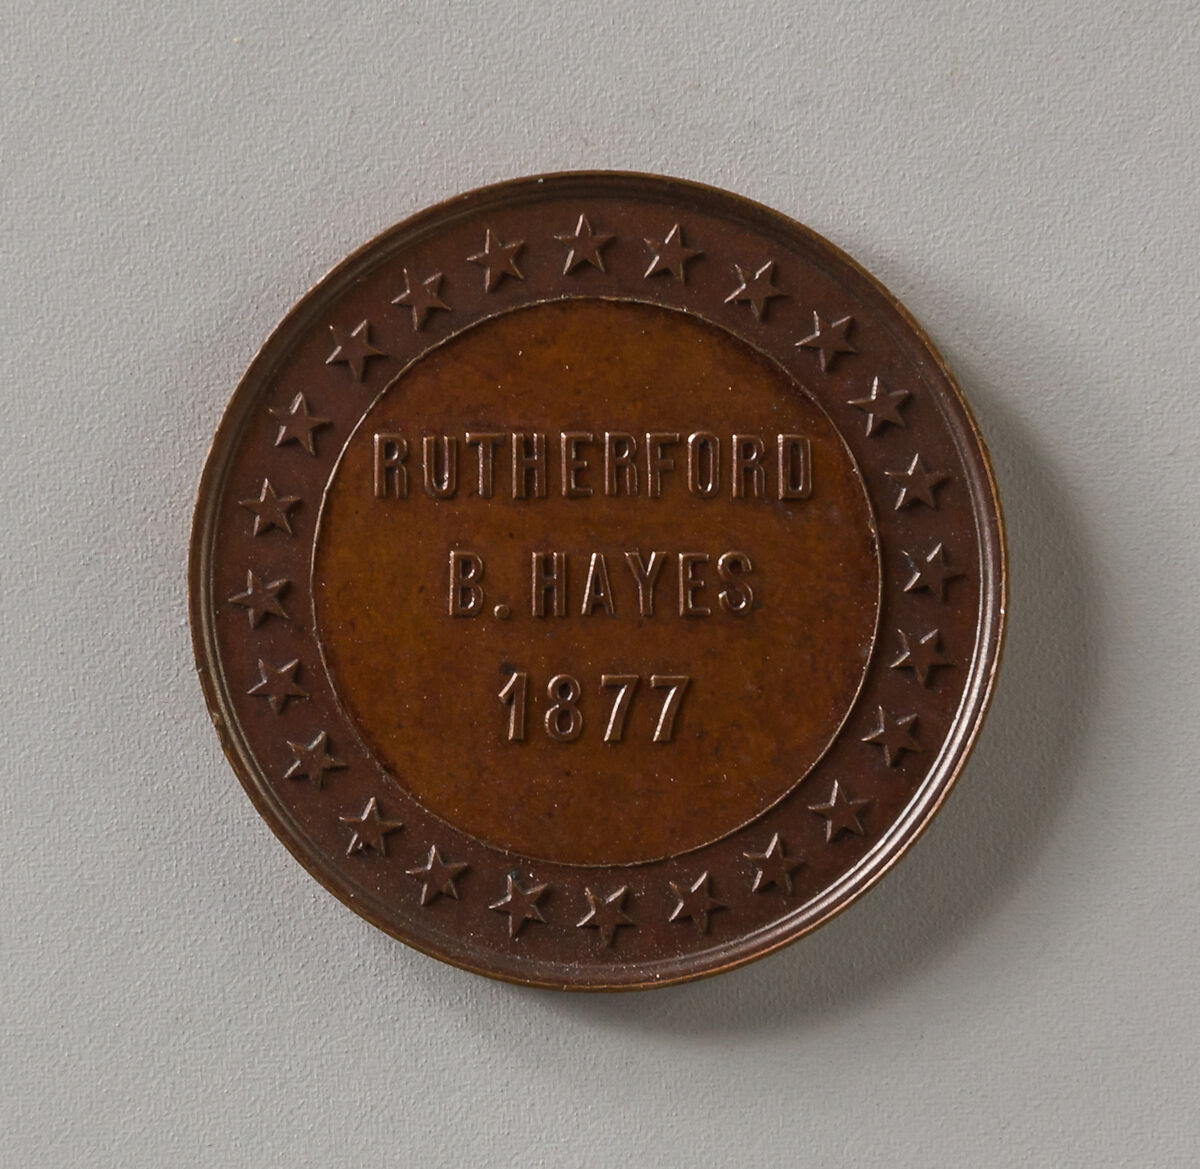 RUTHERFORD
B. HAYES
1877